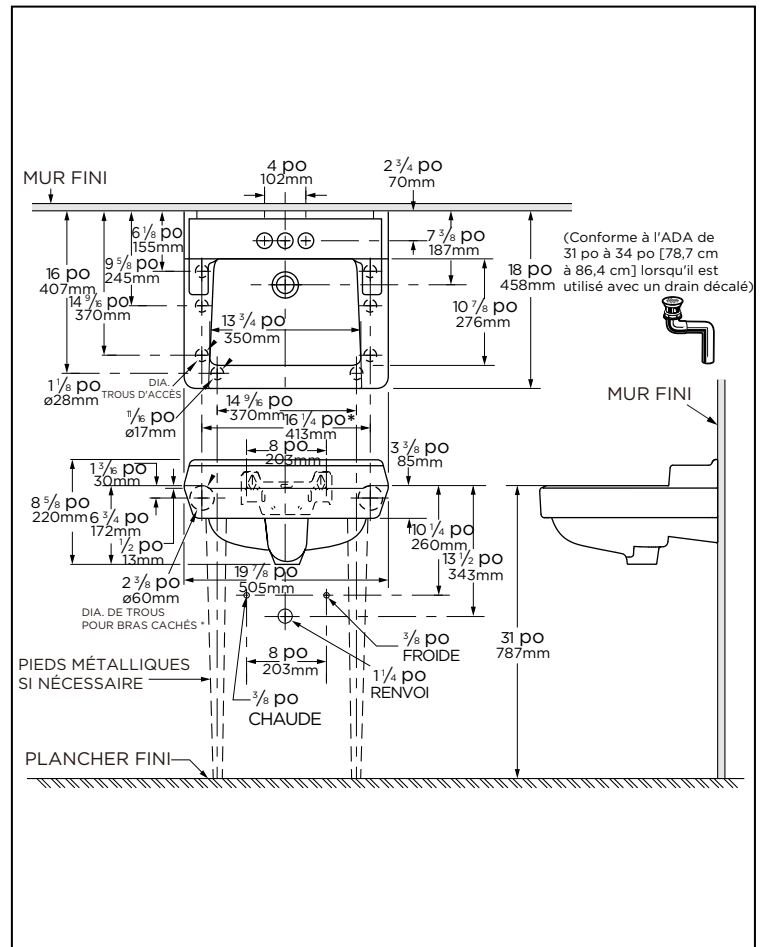 4 po
102mm
2 ¾ po
70mm
MUR FINI
6 ⅛ po
155mm
7 ⅜ po
187mm
(Conforme à l'ADA de
31 po à 34 po [78,7 cm
à 86,4 cm] lorsqu'il est
utilisé avec un drain décalé)
9 ⅝ po
245mm
16 po
407mm
18 po
458mm
14 9/16 po
370mm
10 ⅞ po
276mm
13 ¾ po
350mm
1 ⅛ po
ø28mm
DIA.
TROUS D'ACCÈS
MUR FINI
11/16 po
ø17mm
14 9/16 po
370mm
16 ¼ po*
413mm
8 po
203mm
3 ⅜ po
85mm
1 3/16 po
30mm
8 ⅝ po
220mm
6 ¾ po
172mm
½ po
13mm
10 ¼ po
260mm
13 ½ po
343mm
2 ⅜ po
ø60mm
19 ⅞ po
505mm
DIA. DE TROUS
POUR BRAS CACHÉS *
⅜ po
FROIDE
31 po
787mm
8 po
203mm
1 ¼ po
RENVOI
PIEDS MÉTALLIQUES
SI NÉCESSAIRE
⅜ po
CHAUDE
PLANCHER FINI